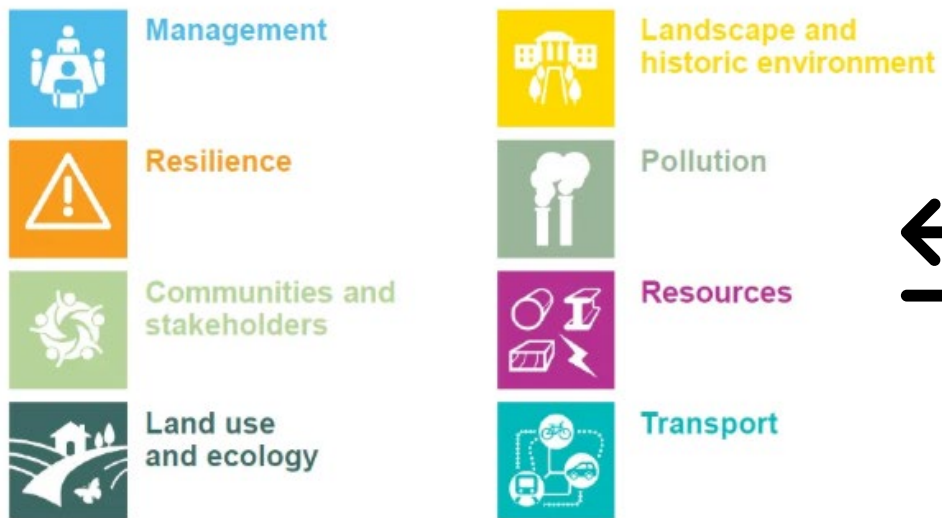 Management
Resilience
Communities and
stakeholders
Land use
and ecology
Landscape and
historic environment
Pollution
Resources
Transport